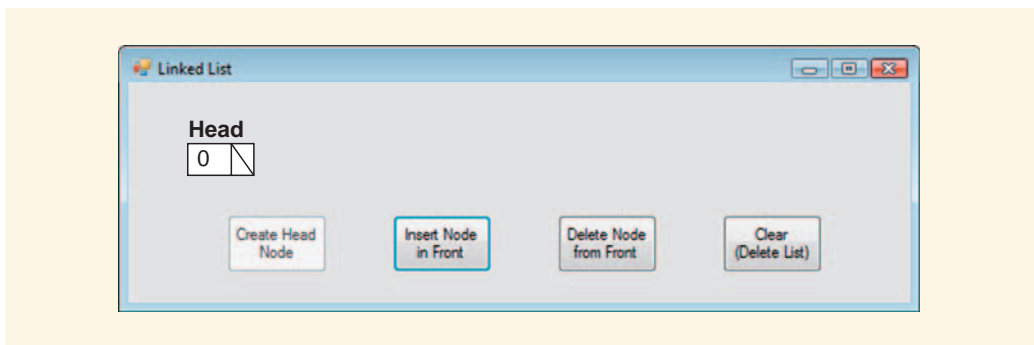 Linked List
Head
0
Create Head
Node
Insert Node
in Front
Delete Node
from Front
Clear
(Delete List)